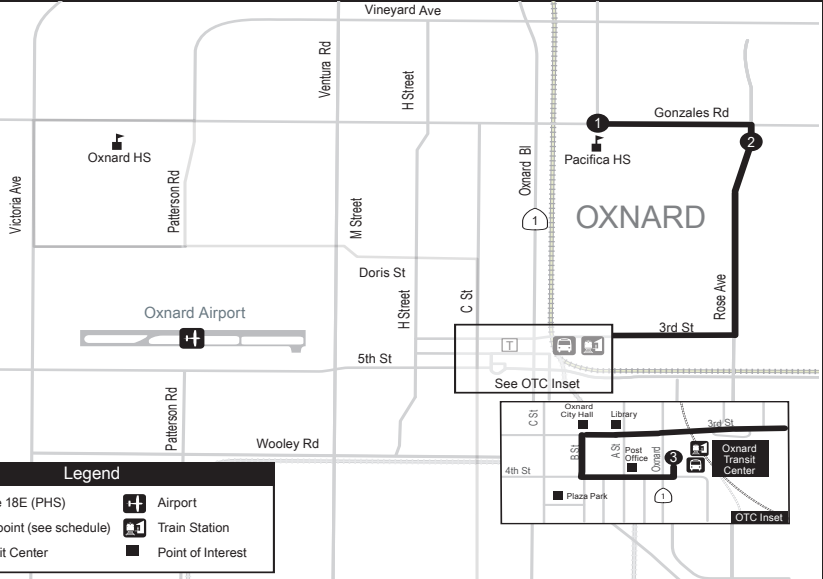 Vineyard Ave
Ventura Rd
H Street
Gonzales Rd
1
2
Oxnard HS
Pacifica HS
Victoria Ave
Patterson Rd
M Street
Oxnard Bl
1
OXNARD
Doris St
C St
H Street
Rose Ave
Oxnard Airport
3rd St
T
5th St
See OTC Inset
Patterson Rd
Wooley Rd
C St
Oxnard
City Hall
Library
3rd St
B St
A St
Post
Office
Oxnard
3
Oxnard
Transit
Center
4th St
Plaza Park
1
OTC Inset
Legend
18E (PHS)
Airport
point (see schedule)
Train Station
it Center
Point of Interest